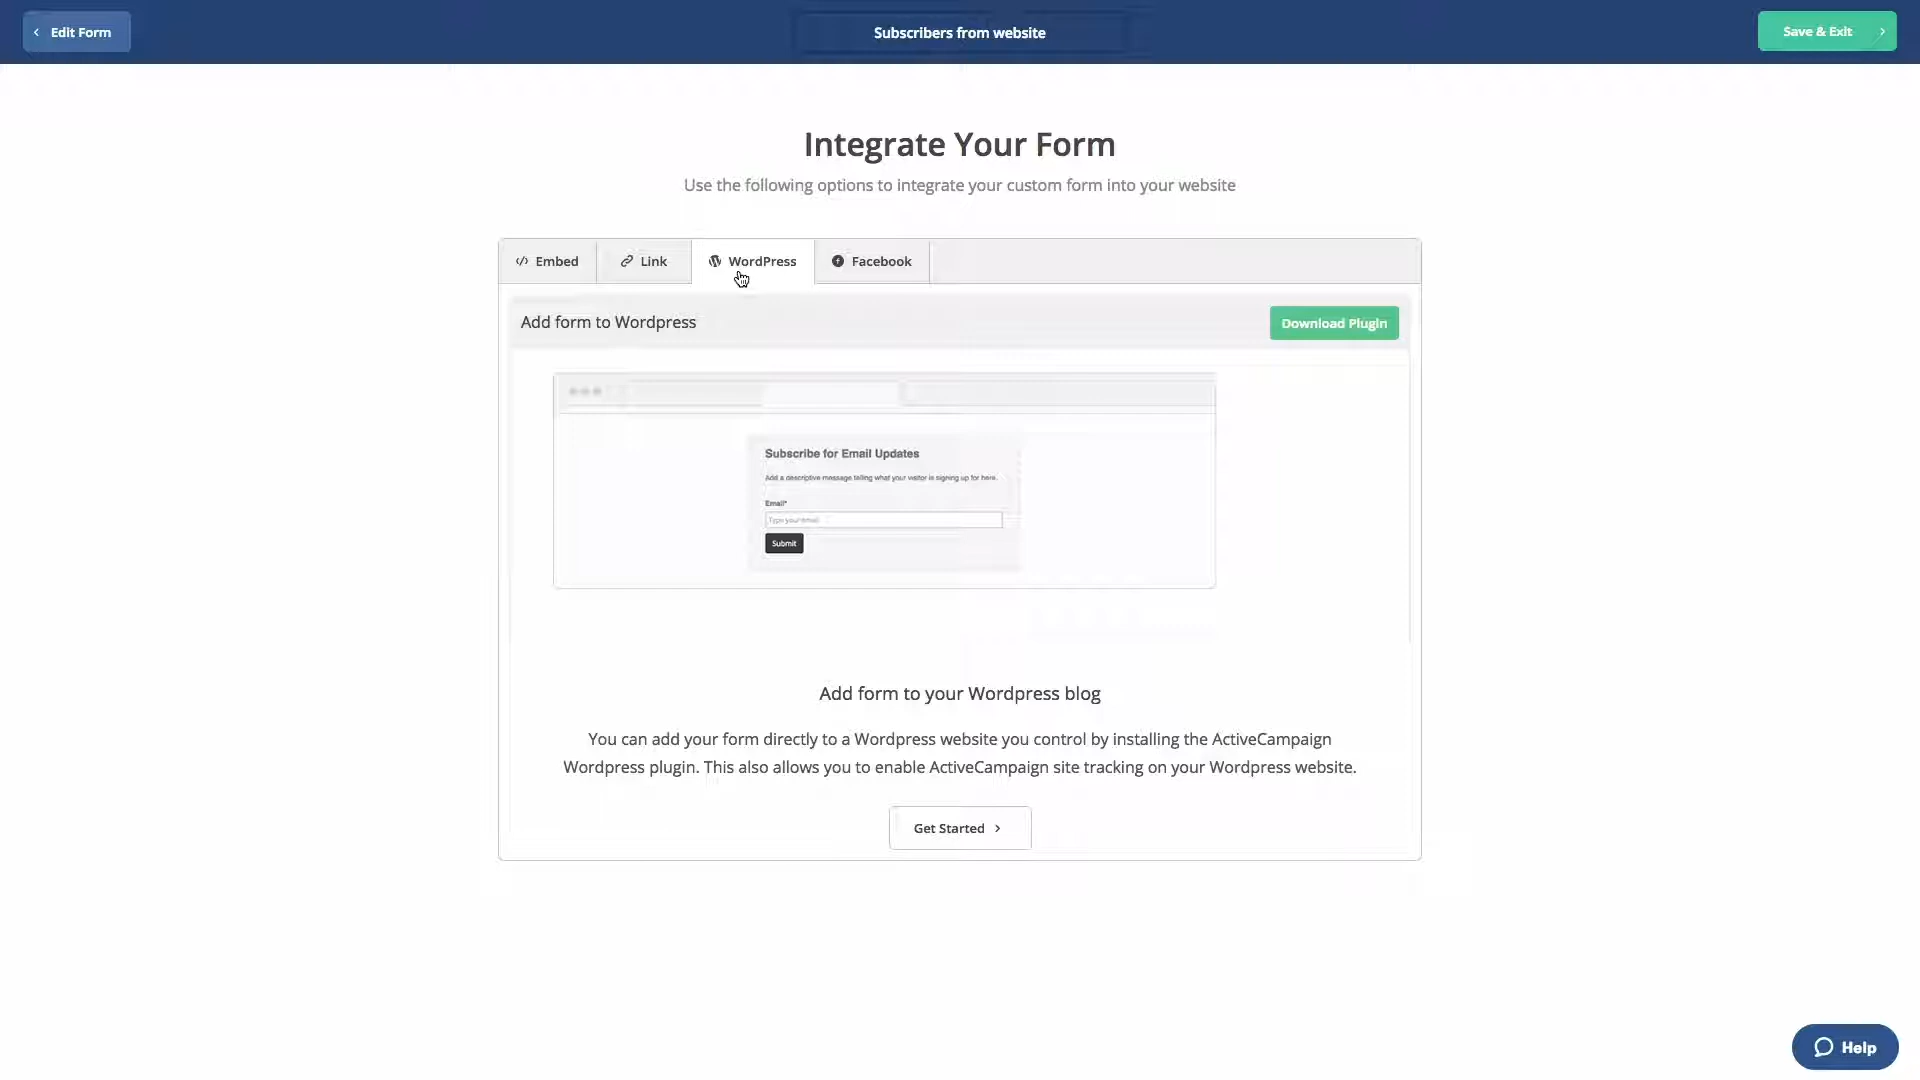 Edit Form
Subscribers from website
Save & Exit
Integrate Your Form
Use the following options to integrate your custom form into your website
Embed
Link
WordPress
Facebook
Add form to Wordpress
Download Plugin
Subscribe for Email Updates
Add a descriptive message telling what your visitor is signing up for here.
Email*
Type your email
Submit
Add form to your Wordpress blog
You can add your form directly to a Wordpress website you control by installing the ActiveCampaign
Wordpress plugin. This also allows you to enable ActiveCampaign site tracking on your Wordpress website.
Get Started
Help